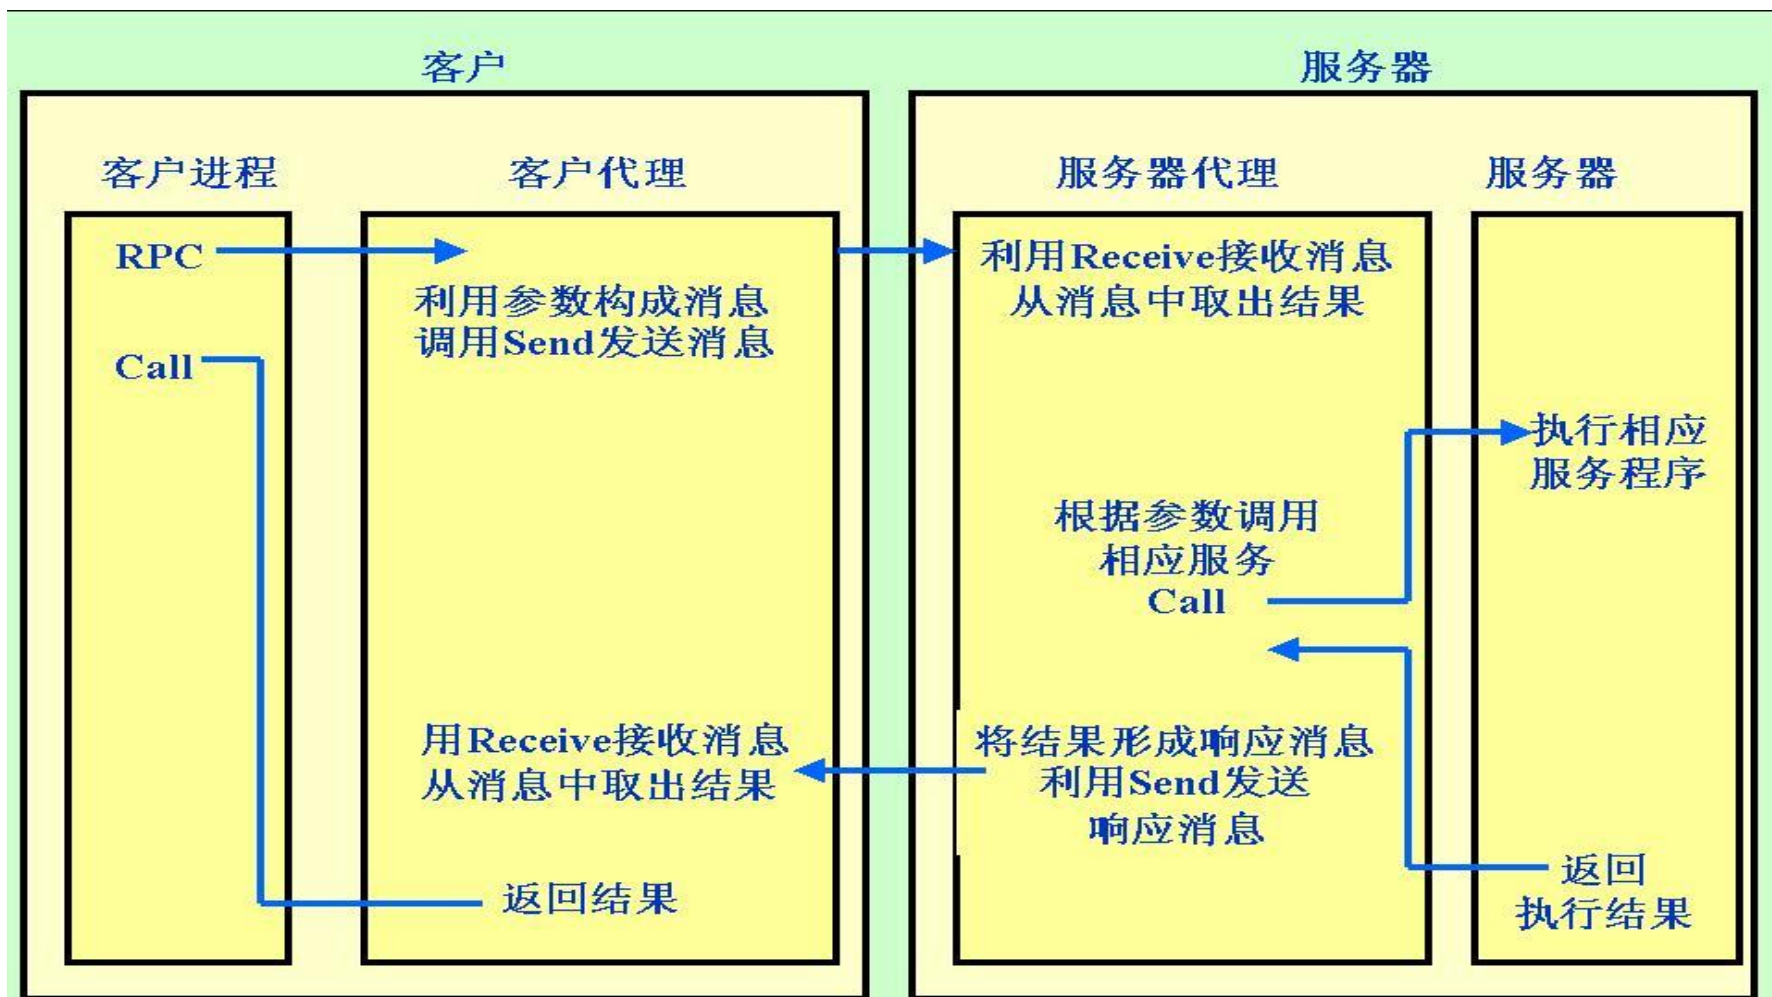 客户
服务器
客户进程
客户代理
服务器代理
服务器
RPC
Call
利用参数构成消息
调用Send发送消息
用Receive接收消息
从消息中取出结果
返回结果
利用Receive接收消息
从消息中取出结果
根据参数调用
相应服务
Call
将结果形成响应消息
利用Send发送
响应消息
执行相应
服务程序
返回
执行结果